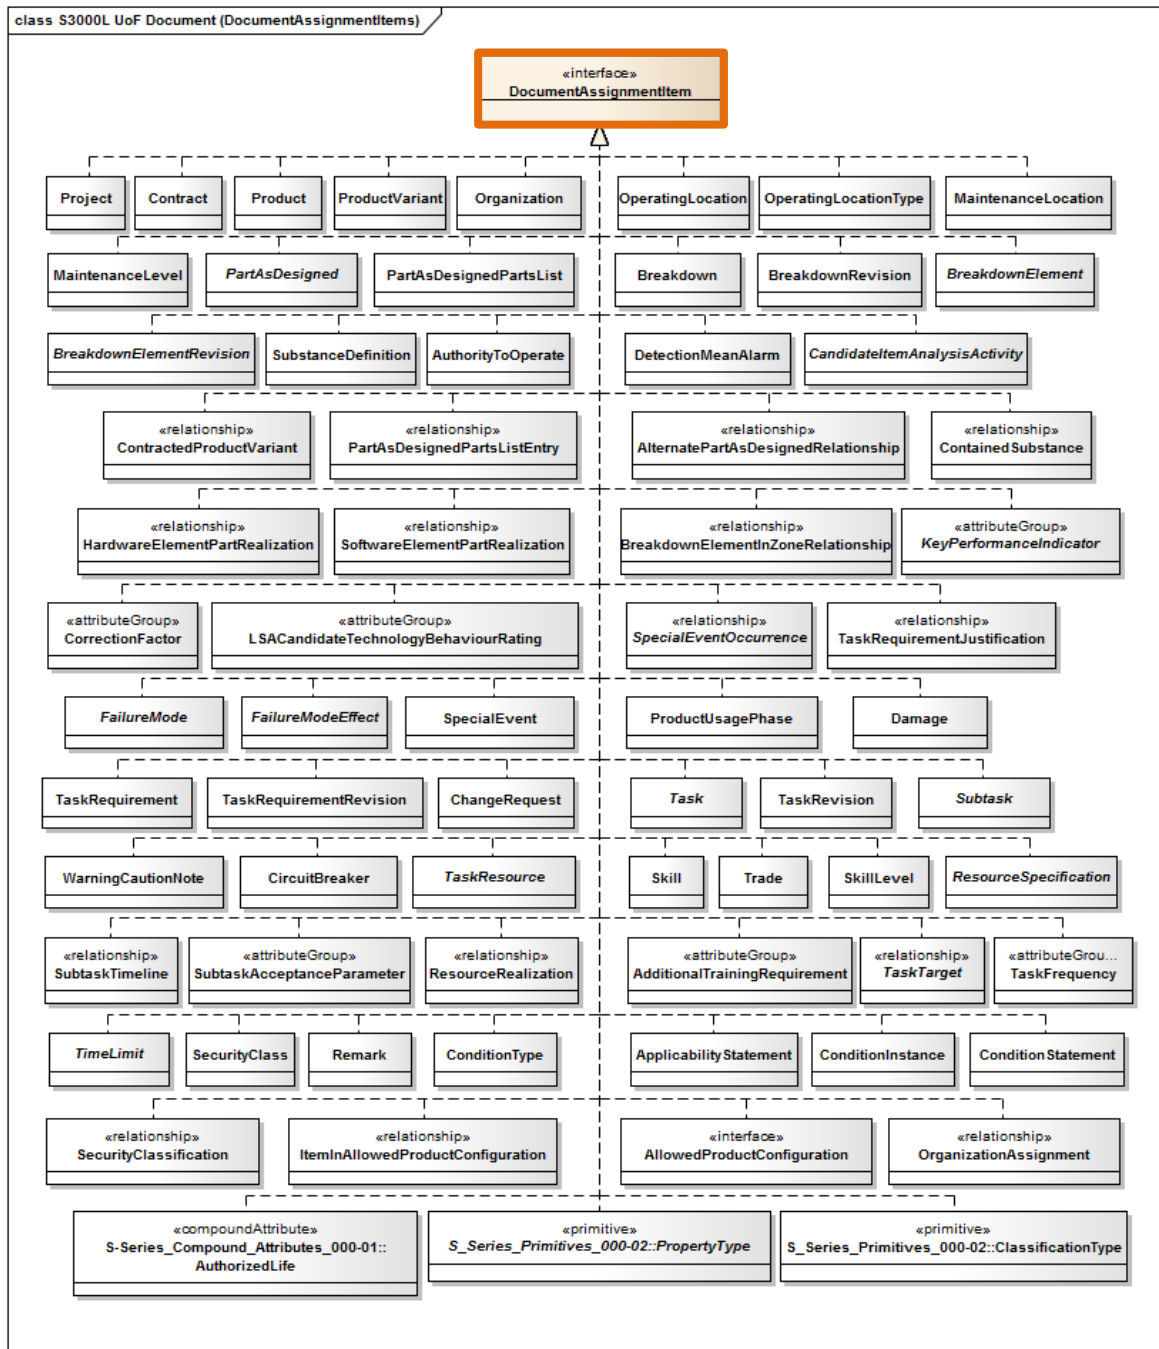 class S3000L UoF Document (DocumentAssignmentItems)
«interface»
DocumentAssignmentItem
Project
Contract
Product
ProductVariant
Organization
OperatingLocation
OperatingLocationType
MaintenanceLocation
MaintenanceLevel
PartAsDesigned
PartAsDesignedPartsList
Breakdown
BreakdownRevision
BreakdownElement
BreakdownElementRevision
SubstanceDefinition
AuthorityToOperate
DetectionMeanAlarm
CandidateItemAnalysisActivity
«relationship»
ContractedProductVariant
«relationship»
PartAsDesignedPartsListEntry
«relationship»
AlternatePartAsDesignedRelationship
«relationship»
ContainedSubstance
«relationship»
HardwareElementPartRealization
«relationship»
SoftwareElementPartRealization
«relationship»
BreakdownElementInZoneRelationship
«attributeGroup»
KeyPerformanceIndicator
«attributeGroup»
CorrectionFactor
«attributeGroup»
LSACandidateTechnologyBehaviourRating
«relationship»
SpecialEventOccurrence
«relationship»
TaskRequirementJustification
FailureMode
FailureModeEffect
SpecialEvent
ProductUsagePhase
Damage
TaskRequirement
TaskRequirementRevision
ChangeRequest
Task
TaskRevision
Subtask
WarningCautionNote
CircuitBreaker
TaskResource
Skill
Trade
SkillLevel
ResourceSpecification
«relationship»
SubtaskTimeline
«attributeGroup»
SubtaskAcceptanceParameter
«relationship»
ResourceRealization
«attributeGroup»
AdditionalTrainingRequirement
«relationship»
TaskTarget
«attributeGrou...
TaskFrequency
TimeLimit
SecurityClass
Remark
ConditionType
ApplicabilityStatement
ConditionInstance
ConditionStatement
«relationship»
SecurityClassification
«relationship»
ItemInAllowedProductConfiguration
«interface»
AllowedProductConfiguration
«relationship»
OrganizationAssignment
«compoundAttribute»
S-Series_Compound_Attributes_000-01::
AuthorizedLife
«primitive»
S_Series_Primitives_000-02::PropertyType
«primitive»
S_Series_Primitives_000-02::ClassificationType